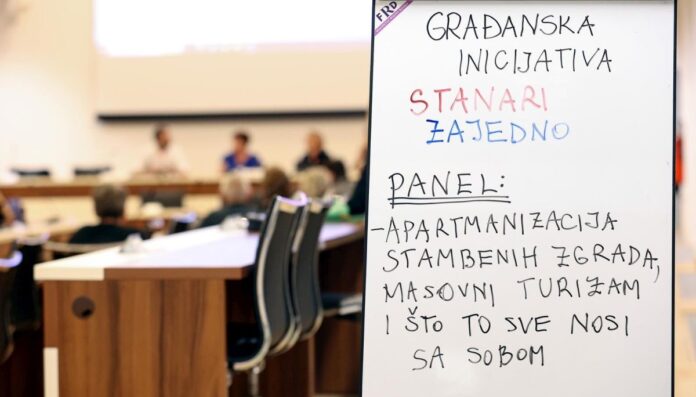 FRD
GRAĐANSKA
INICIJATIVA
STANARI
ZAJEDNO
PANEL:
-APARTMANIZACIJA
STAMBENIH ZGRADA,
MASOVNI TURIZAM
I ŠTO TO SVE NOSI
SA SOBOM